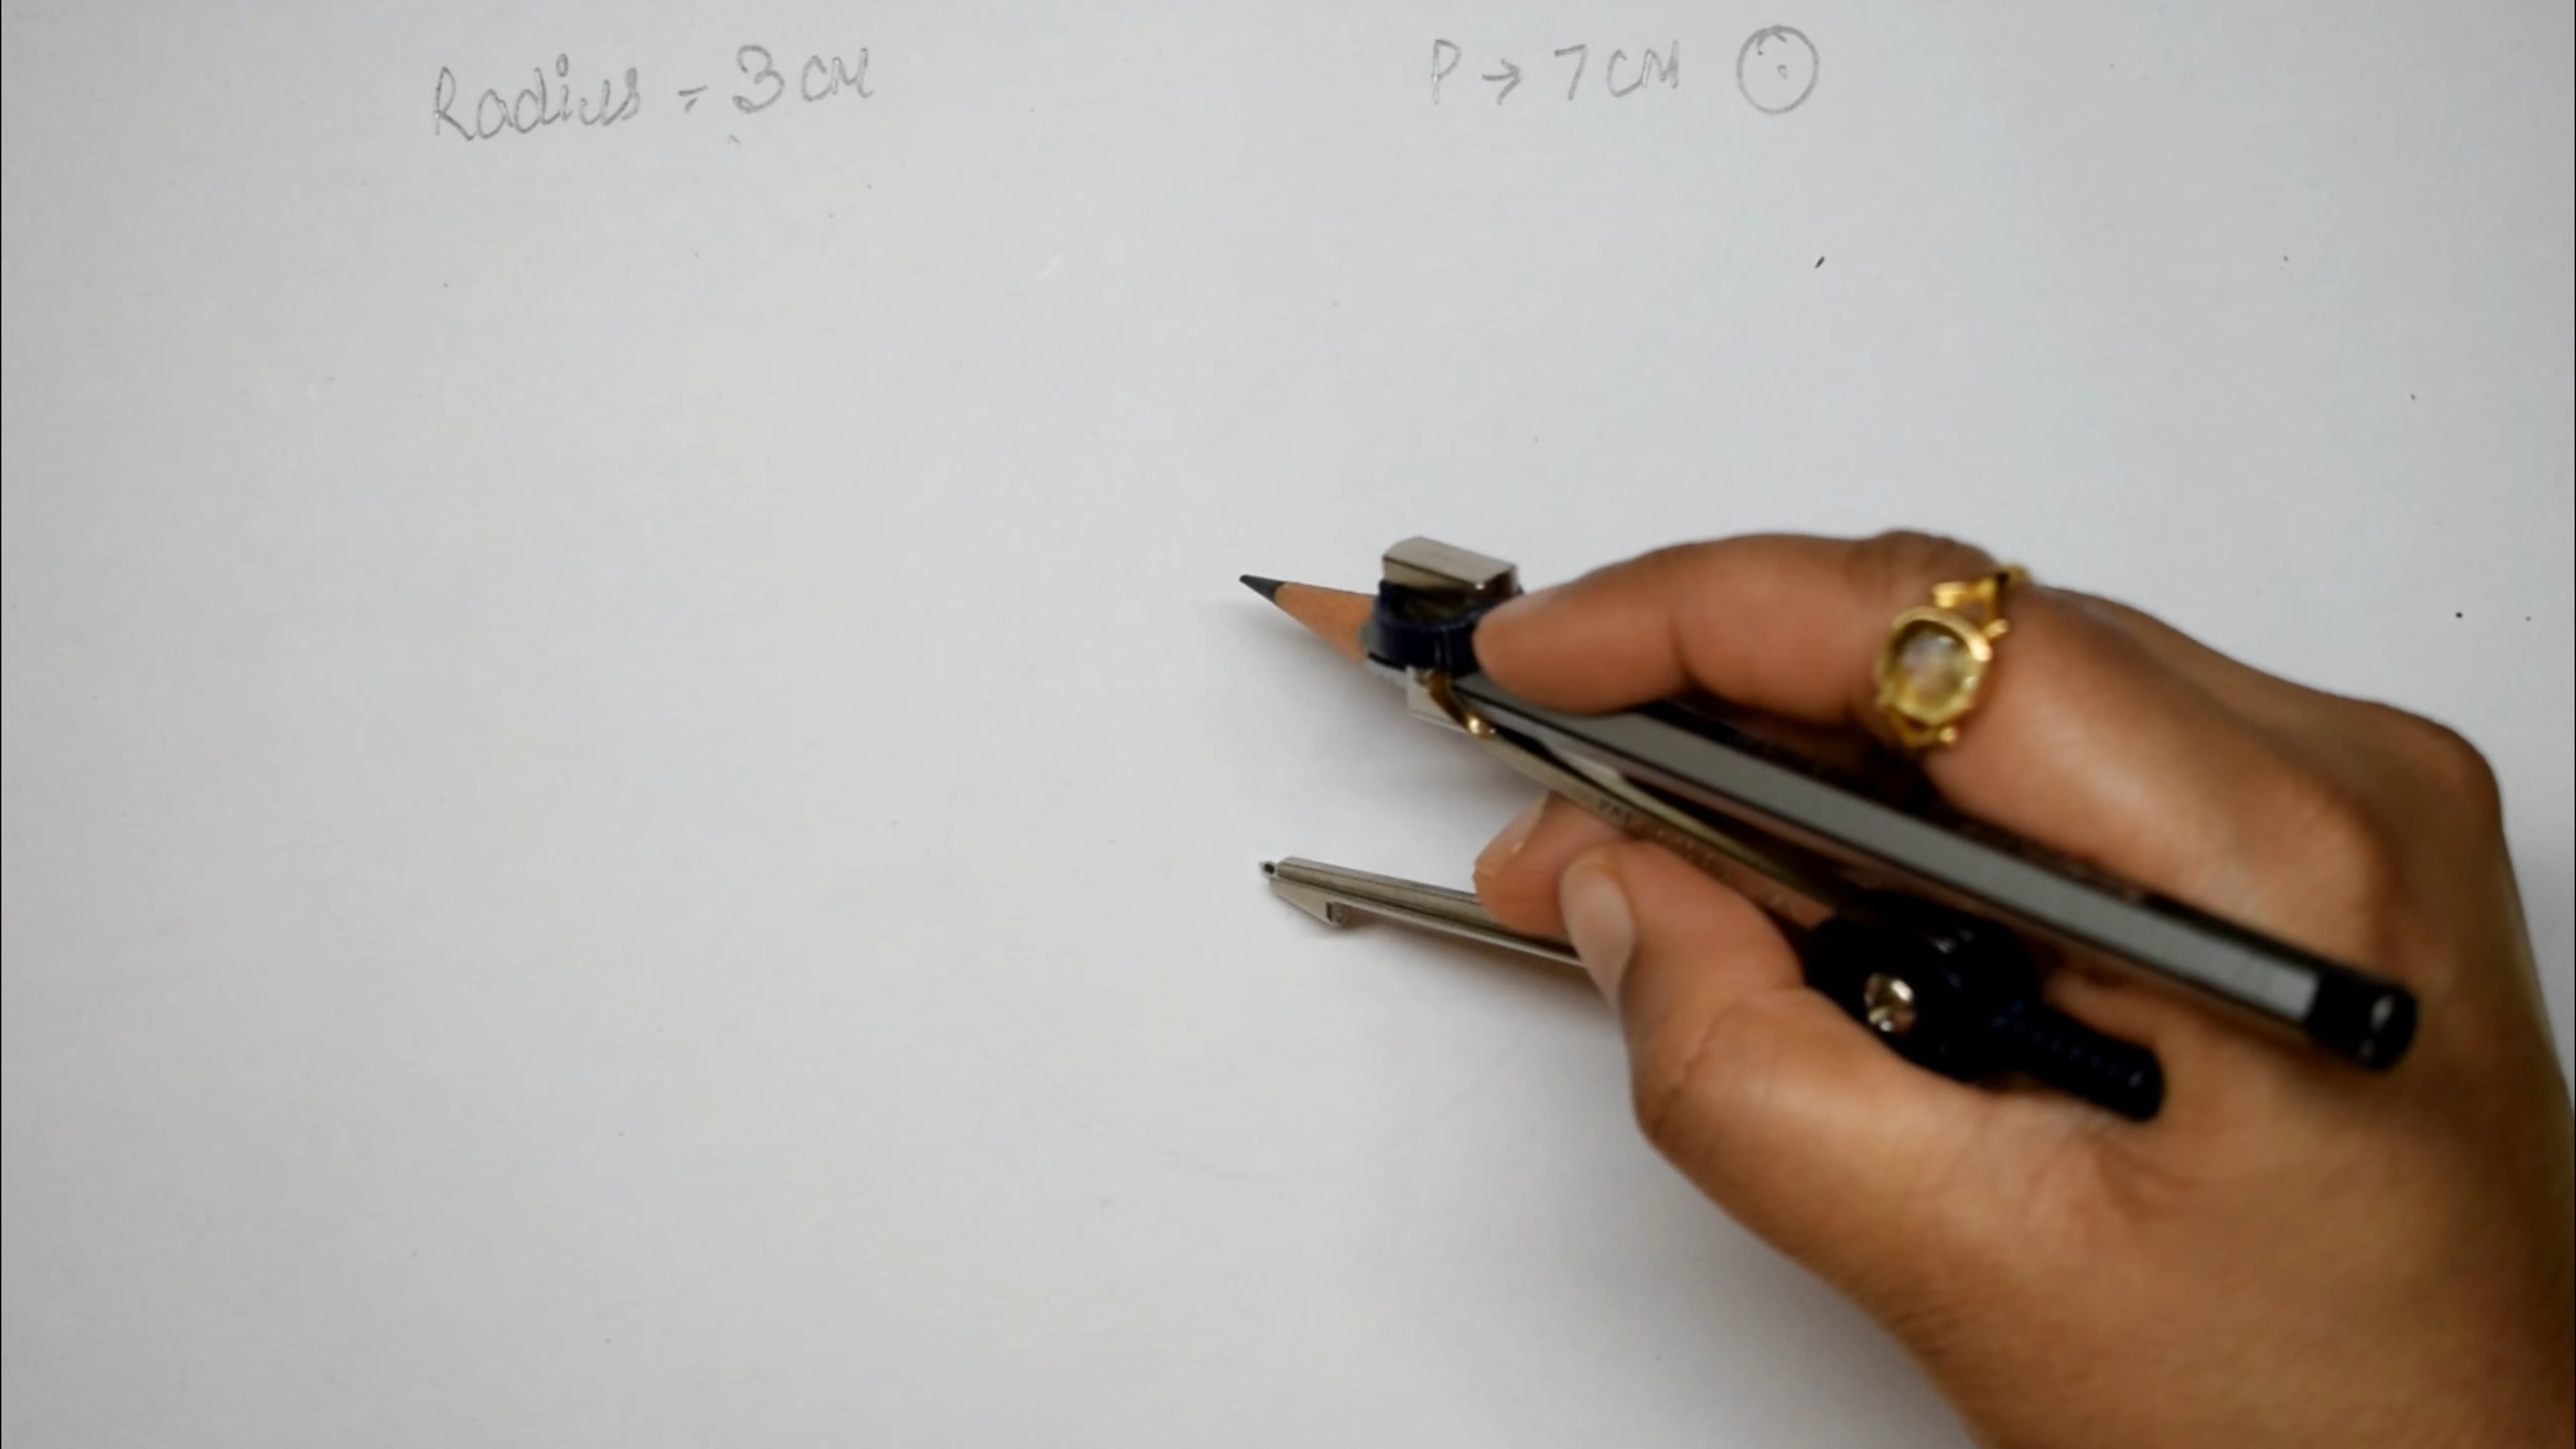 Radius = 3 cm
P → 7 cm ⊙